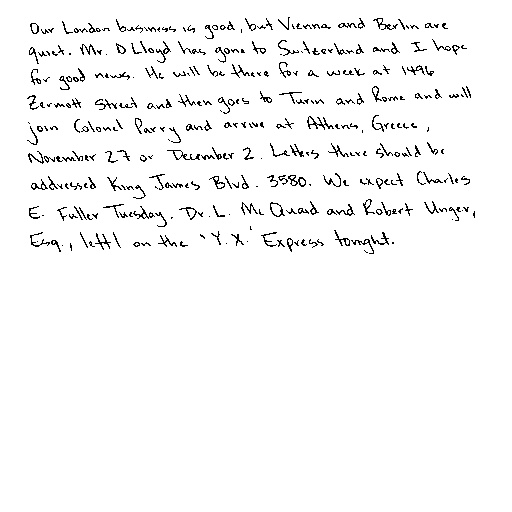 Our London business is good, but Vienna and Berlin are
quiet. Mr. D Lloyd has gone to Switzerland and I hope
for good news. He will be there for a week at 1496
Zermott Street and then goes to Turin and Rome and will
join Colonel Parry and arrive at Athens, Greece,
November 27 or December 2. Letters there should be
addressed King James Blvd. 3580. We expect Charles
E. Fuller Tuesday. Dr. L. Mc Quaid and Robert Unger,
Esq., left on the 'Y.X.' Express tonight.